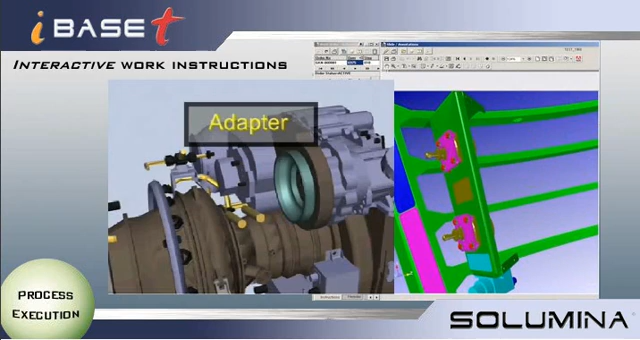 iBASEt
INTERACTIVE WORK INSTRUCTIONS
Adapter
PROCESS
EXECUTION
SOLUMINA